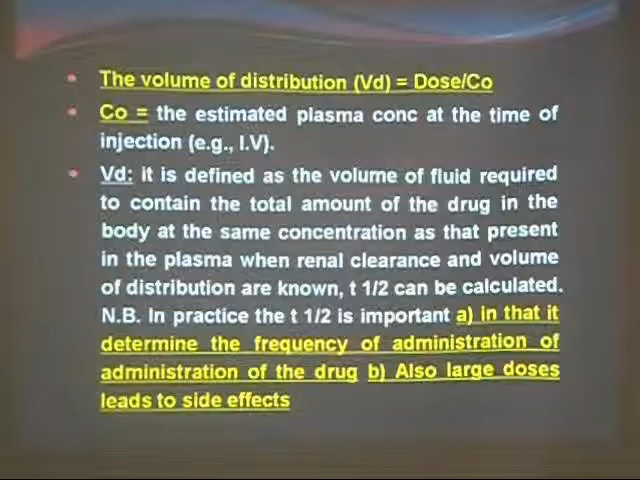 • The volume of distribution (Vd) = Dose/Co
• Co = the estimated plasma conc at the time of
injection (e.g., I.V).
• Vd: it is defined as the volume of fluid required
to contain the total amount of the drug in the
body at the same concentration as that present
in the plasma when renal clearance and volume
of distribution are known, t 1/2 can be calculated.
N.B. In practice the t 1/2 is important a) in that it
determine the frequency of administration of
administration of the drug b) Also large doses
leads to side effects